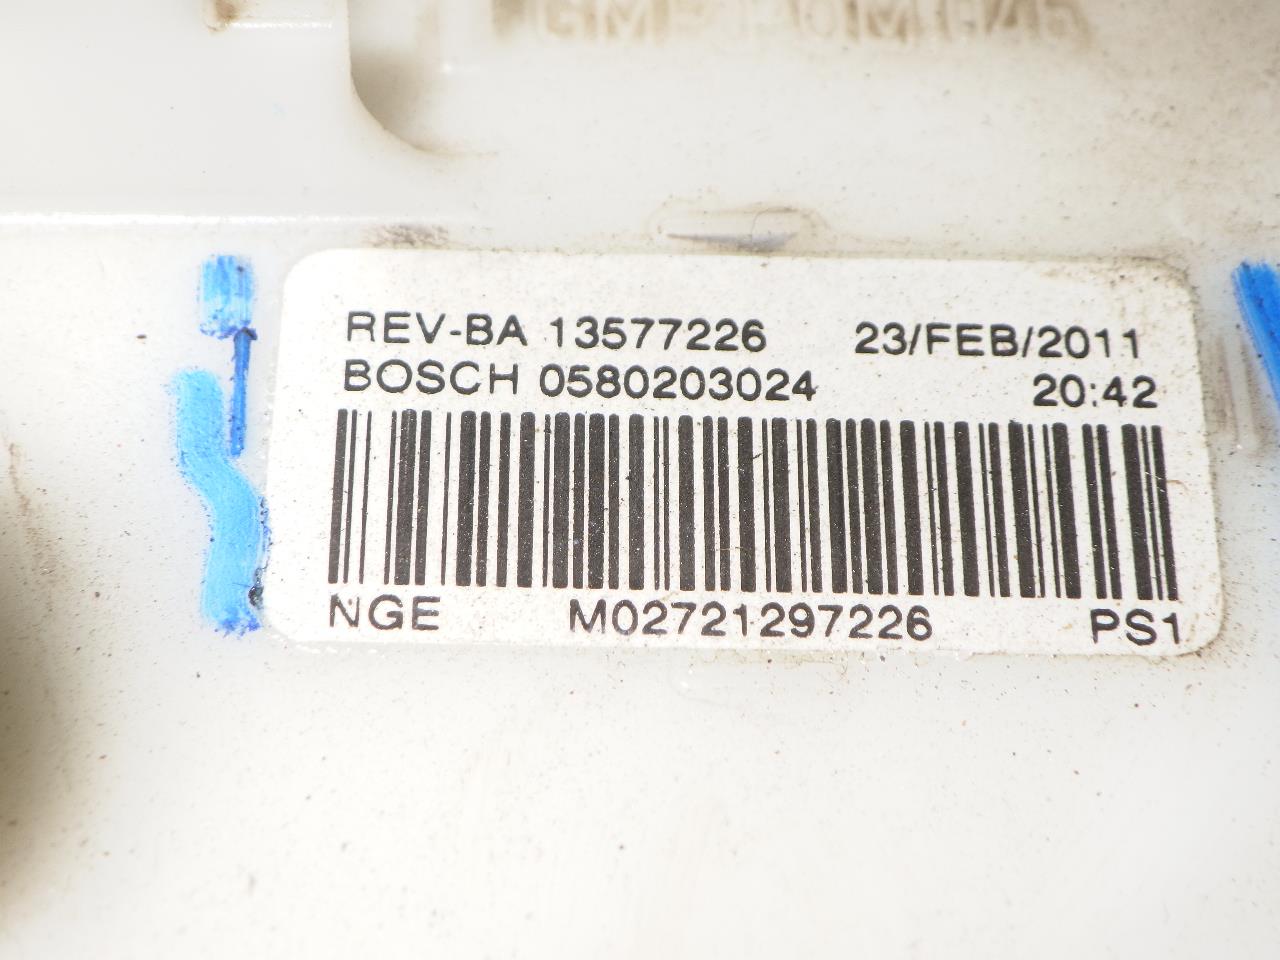 REV-BA 13577226 23/FEB/2011
BOSCH 0580203024 20:42
NGE M02721297226 PS1